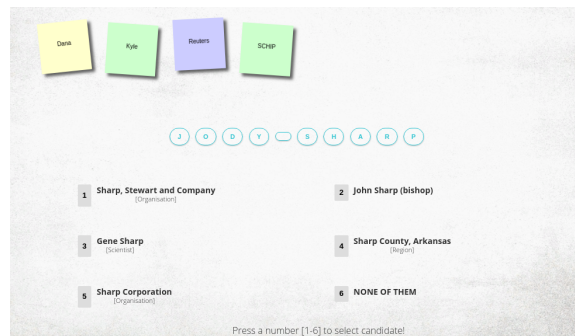 Dana
Kyle
Reuters
SCHIP
J O D Y S H A R P
1 Sharp, Stewart and Company
[Organisation]
2 John Sharp (bishop)
3 Gene Sharp
[Scientist]
4 Sharp County, Arkansas
[Region]
5 Sharp Corporation
[Organisation]
6 NONE OF THEM
Press a number [1-6] to select candidate!